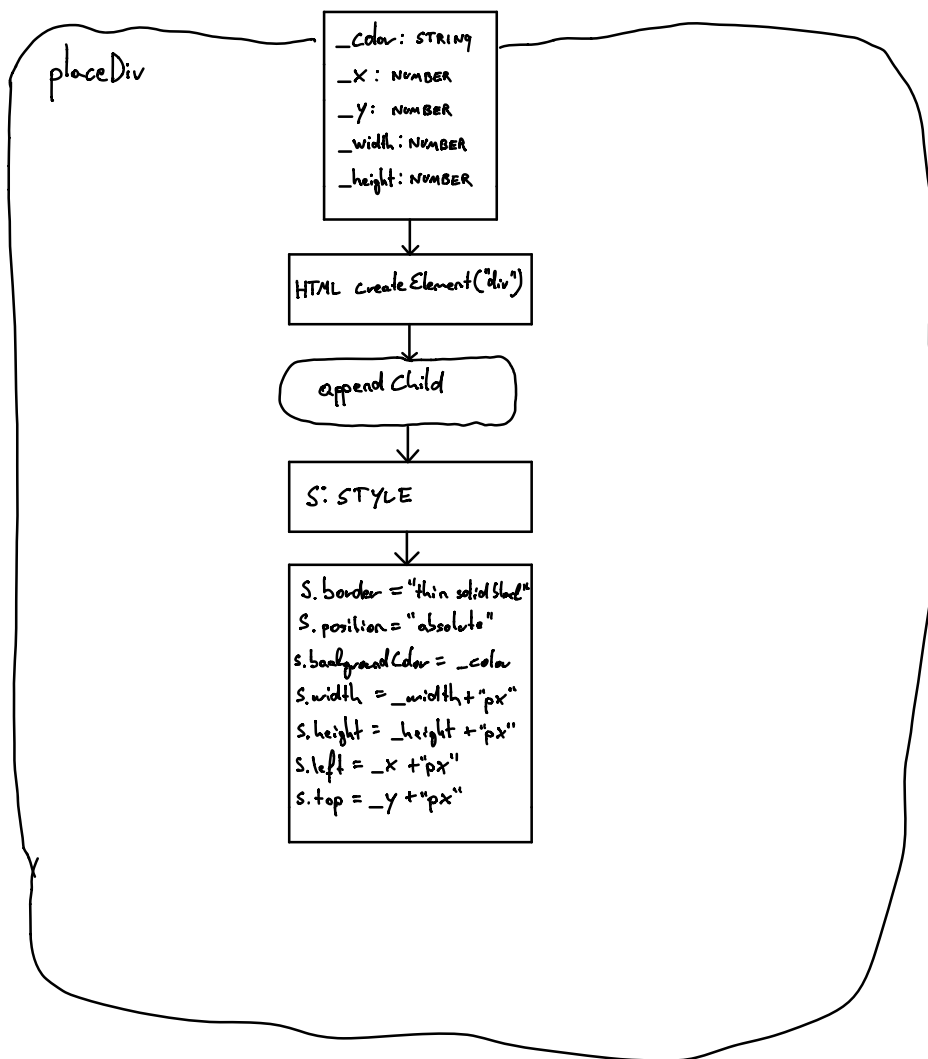 placeDiv
_color: STRING
_x: NUMBER
_y: NUMBER
_width: NUMBER
_height: NUMBER
HTML createElement("div")
appendChild
S: STYLE
S.border = "thin solid black"
S.position = "absolute"
s.backgroundColor = _color
s.width = _width + "px"
s.height = _height + "px"
s.left = _x + "px"
s.top = _y + "px"